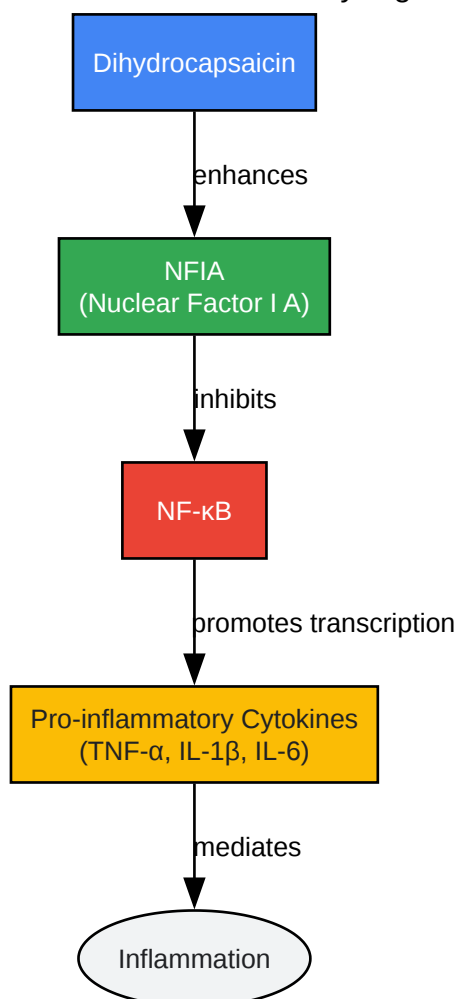 Dihydrocapsaicin
enhances
NFIA
(Nuclear Factor I A)
inhibits
NF-κB
promotes transcription
Pro-inflammatory Cytokines
(TNF-α, IL-1β, IL-6)
mediates
Inflammation